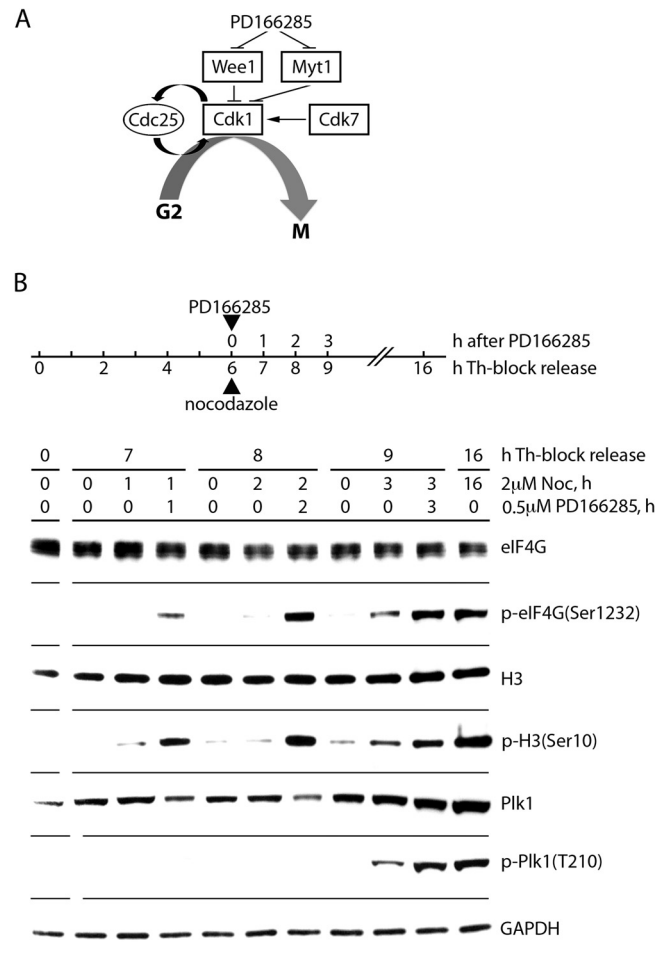 A
PD166285
Wee1 Myt1
Cdc25 Cdk1 Cdk7
G2
M
B
PD166285
0 1 2 3 h after PD166285
0 2 4 6 7 8 9 16 h Th-block release
nocodazole
0 7 8 9 16 h Th-block release
0 0 1 1 0 2 2 0 3 3 16 2μM Noc, h
0 0 0 1 0 0 2 0 0 3 0 0.5μM PD166285, h
eIF4G
p-eIF4G(Ser1232)
H3
p-H3(Ser10)
Plk1
p-Plk1(T210)
GAPDH